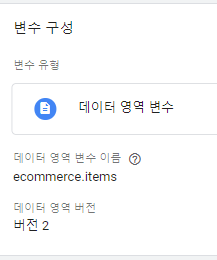 변수 구성
변수 유형
데이터 영역 변수
데이터 영역 변수 이름
ecommerce.items
데이터 영역 버전
버전 2